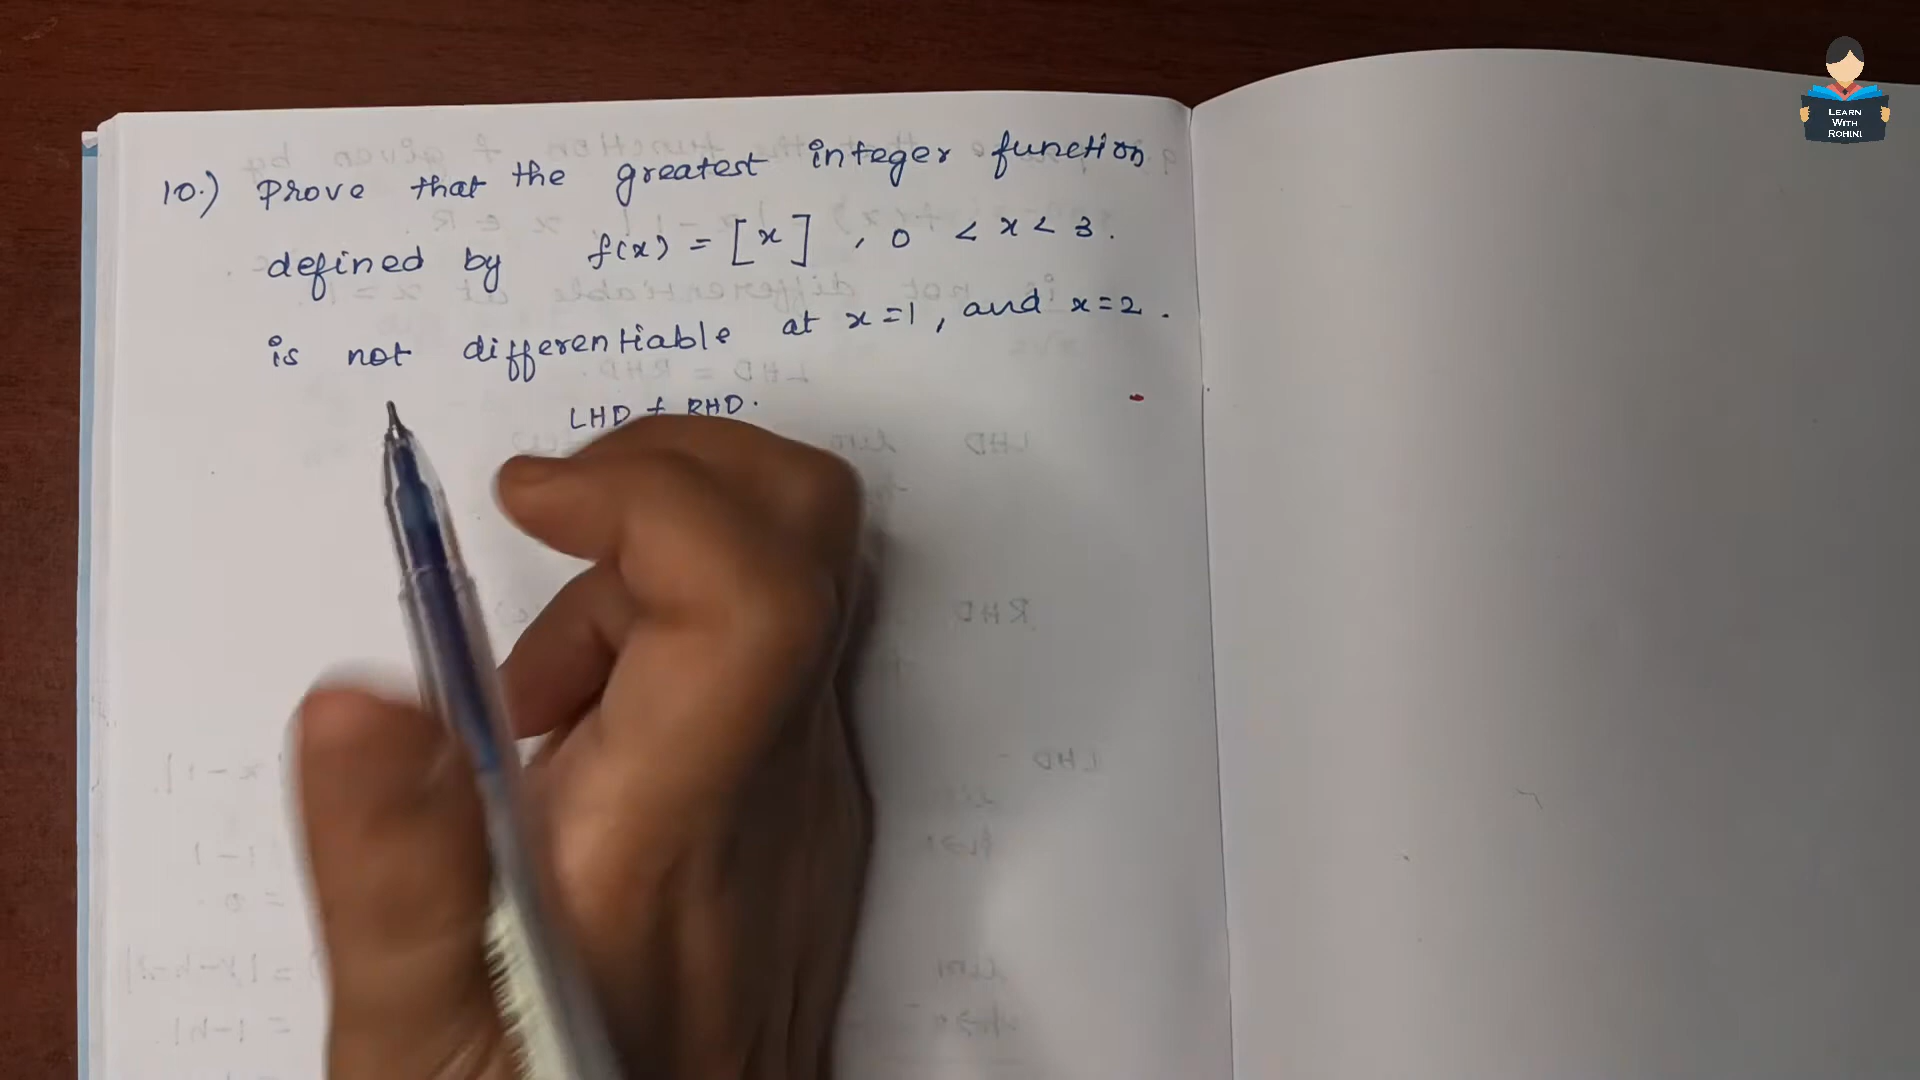 10.) Prove that the greatest integer function
defined by f(x) = [x] , 0 < x < 3.
is not differentiable at x=1, and x=2.
LHD ≠ RHD.
LEARN
WITH
ROHINI